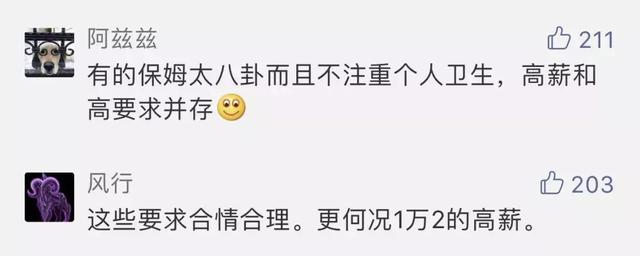 阿兹兹
211
有的保姆太八卦而且不注重个人卫生，高薪和
高要求并存
风行
203
这些要求合情合理。更何况1万2的高薪。